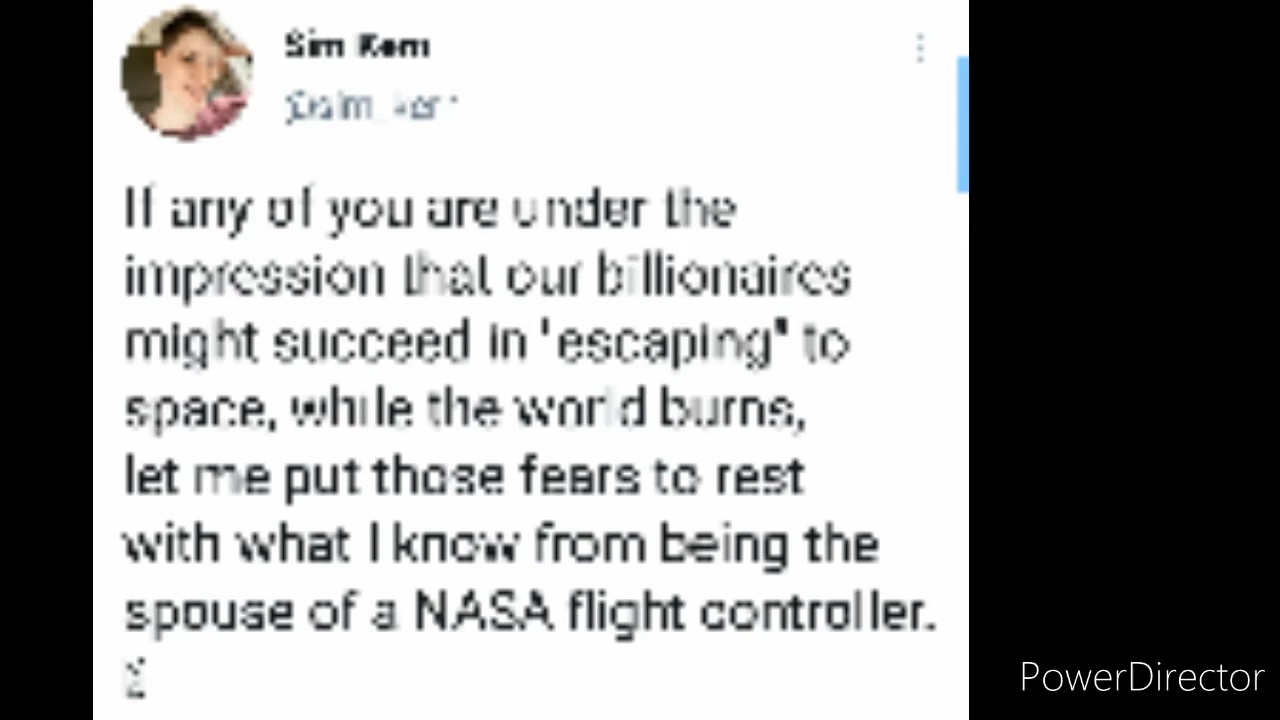 Sim Kern
@sim_kern
If any of you are under the
impression that our billionaires
might succeed in "escaping" to
space, while the world burns,
let me put those fears to rest
with what I know from being the
spouse of a NASA flight controller.
PowerDirector